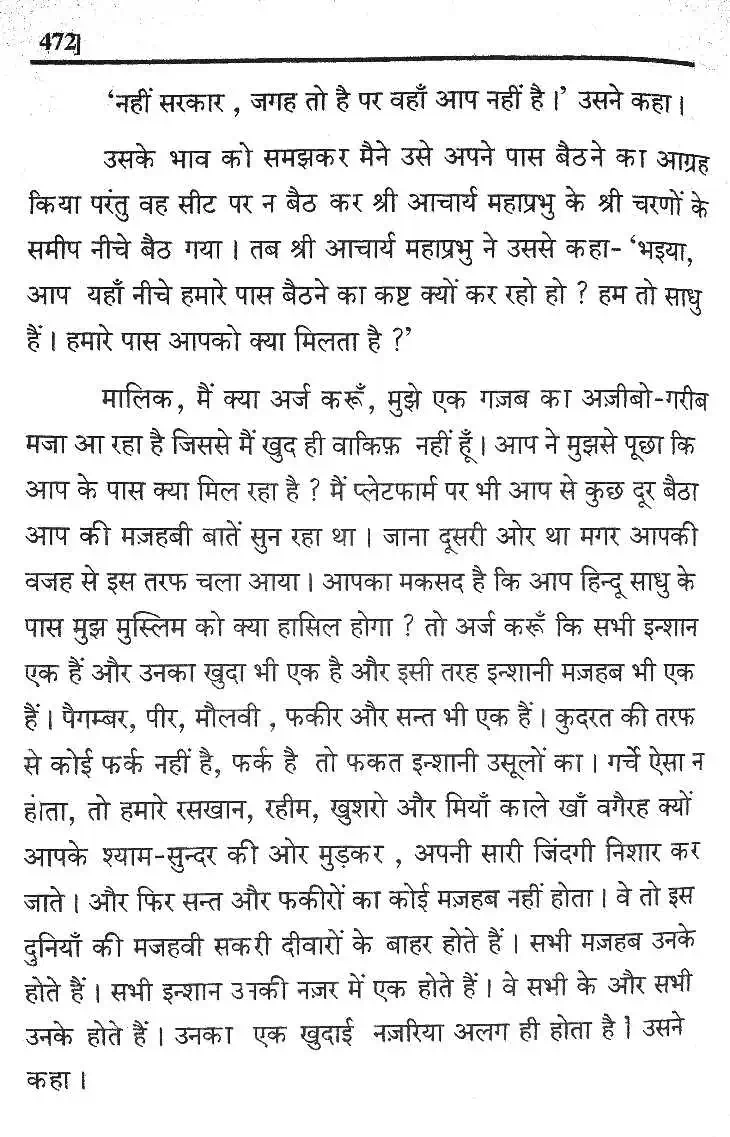 472]
‘नहीं सरकार , जगह तो है पर वहाँ आप नहीं है।’ उसने कहा।
उसके भाव को समझकर मैने उसे अपने पास बैठने का आग्रह
किया परंतु वह सीट पर न बैठ कर श्री आचार्य महाप्रभु के श्री चरणों के
समीप नीचे बैठ गया। तब श्री आचार्य महाप्रभु ने उससे कहा- ‘भइया,
आप यहाँ नीचे हमारे पास बैठने का कष्ट क्यों कर रहो हो ? हम तो साधु
हैं। हमारे पास आपको क्या मिलता है ?’
मालिक, मैं क्या अर्ज करूँ, मुझे एक गज़ब का अज़ीबो-गरीब
मजा आ रहा है जिससे मैं खुद ही वाकिफ़ नहीं हूँ। आप ने मुझसे पूछा कि
आप के पास क्या मिल रहा है ? मैं प्लेटफार्म पर भी आप से कुछ दूर बैठा
आप की मज़हबी बातें सुन रहा था। जाना दूसरी ओर था मगर आपकी
वजह से इस तरफ चला आया। आपका मकसद है कि आप हिन्दू साधु के
पास मुझ मुस्लिम को क्या हासिल होगा ? तो अर्ज करूँ कि सभी इन्शान
एक हैं और उनका खुदा भी एक है और इसी तरह इन्शानी मज़हब भी एक
हैं। पैगम्बर, पीर, मौलवी , फकीर और सन्त भी एक हैं। कुदरत की तरफ
से कोई फर्क नहीं है, फर्क है तो फकत इन्शानी उसूलों का। गर्चे ऐसा न
होता, तो हमारे रसखान, रहीम, खुशरो और मियाँ काले खाँ वगैरह क्यों
आपके श्याम-सुन्दर की ओर मुड़कर , अपनी सारी जिंदगी निशार कर
जाते। और फिर सन्त और फकीरों का कोई मज़हब नहीं होता। वे तो इस
दुनियाँ की मजहवी सकरी दीवारों के बाहर होते हैं। सभी मज़हब उनके
होते हैं। सभी इन्शान उनकी नज़र में एक होते हैं। वे सभी के और सभी
उनके होते हैं। उनका एक खुदाई नज़रिया अलग ही होता है। उसने
कहा।